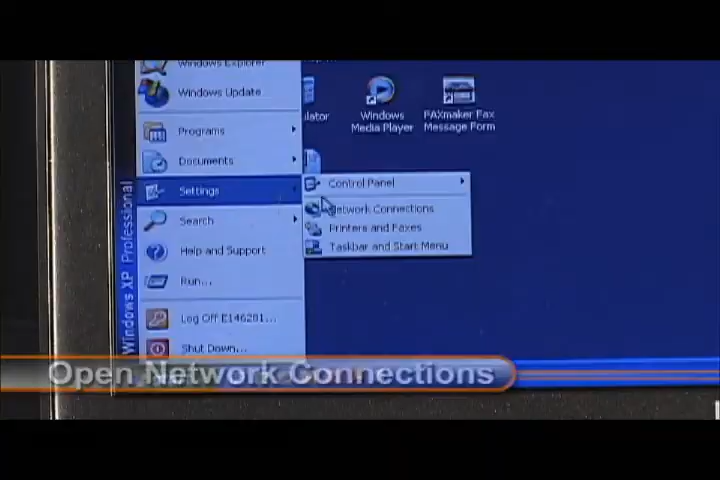 Windows Explorer
Windows Update
Programs
Documents
Settings
Search
Help and Support
Run...
Log Off E146281...
Shut Down...
Windows XP Professional
Windows
Media Player
FAXmaker Fax
Message Form
ulator
Control Panel
Network Connections
Printers and Faxes
Taskbar and Start Menu
Open Network Connections